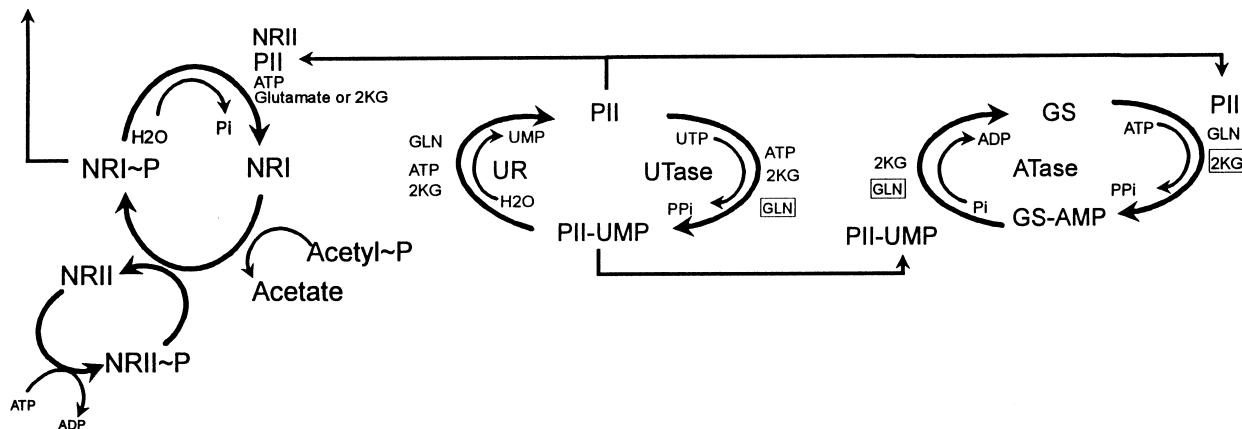 NRII
PII
ATP
Glutamate or 2KG
H2O
Pi
NRI~P
NRI
Acetyl~P
Acetate
NRII
NRII~P
ATP
ADP
PII
GLN
UMP
UTP
ATP
ATP
2KG
UR
UTase
2KG
H2O
PPi
GLN
PII-UMP
GS
PII
ADP
ATP
GLN
2KG
ATase
2KG
GLN
Pi
PPi
PII-UMP
GS-AMP